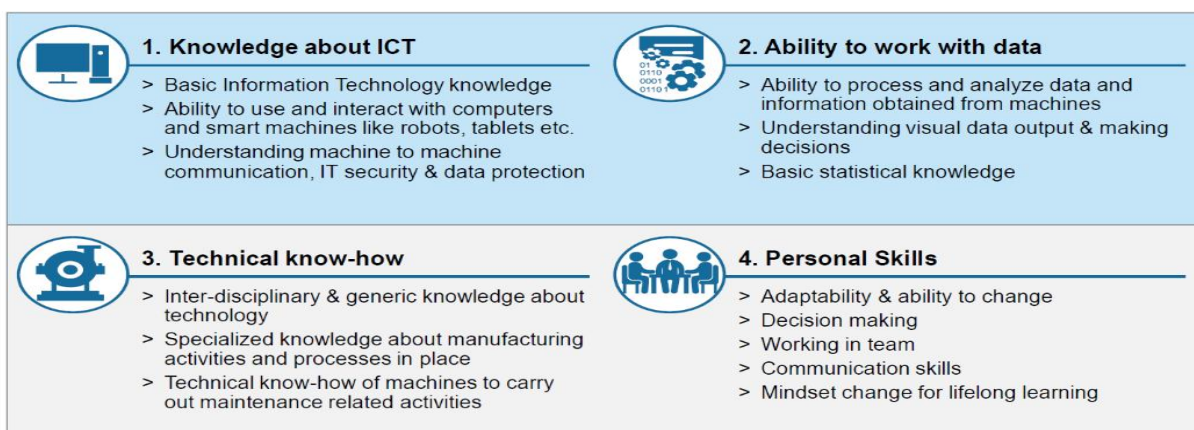 1. Knowledge about ICT
> Basic Information Technology knowledge
> Ability to use and interact with computers
and smart machines like robots, tablets etc.
> Understanding machine to machine
communication, IT security & data protection
01
0110
0001
01101
2. Ability to work with data
> Ability to process and analyze data and
information obtained from machines
> Understanding visual data output & making
decisions
> Basic statistical knowledge
3. Technical know-how
> Inter-disciplinary & generic knowledge about
technology
> Specialized knowledge about manufacturing
activities and processes in place
> Technical know-how of machines to carry
out maintenance related activities
4. Personal Skills
> Adaptability & ability to change
> Decision making
> Working in team
> Communication skills
> Mindset change for lifelong learning